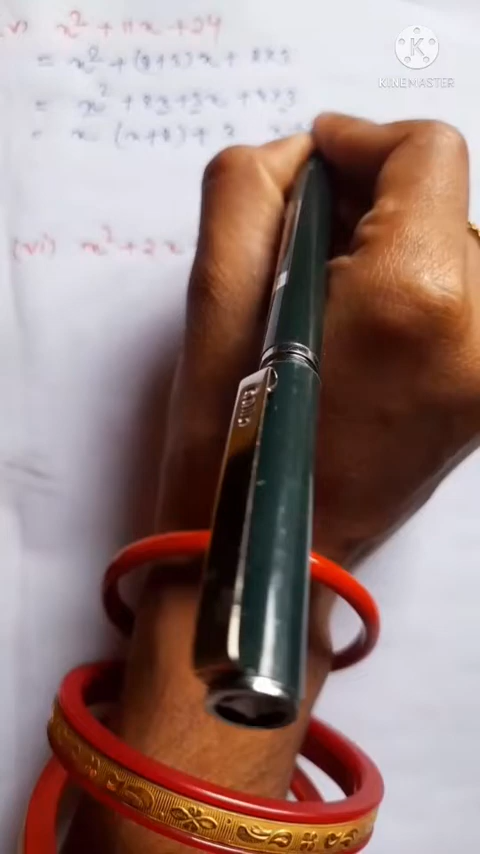 v) x² + 11x + 24
= x² + (8+3)x + 8×3
= x² + 8x + 3x + 8×3
= x (x+8) + 3
(vi) x² + 2x
K
KINEMASTER